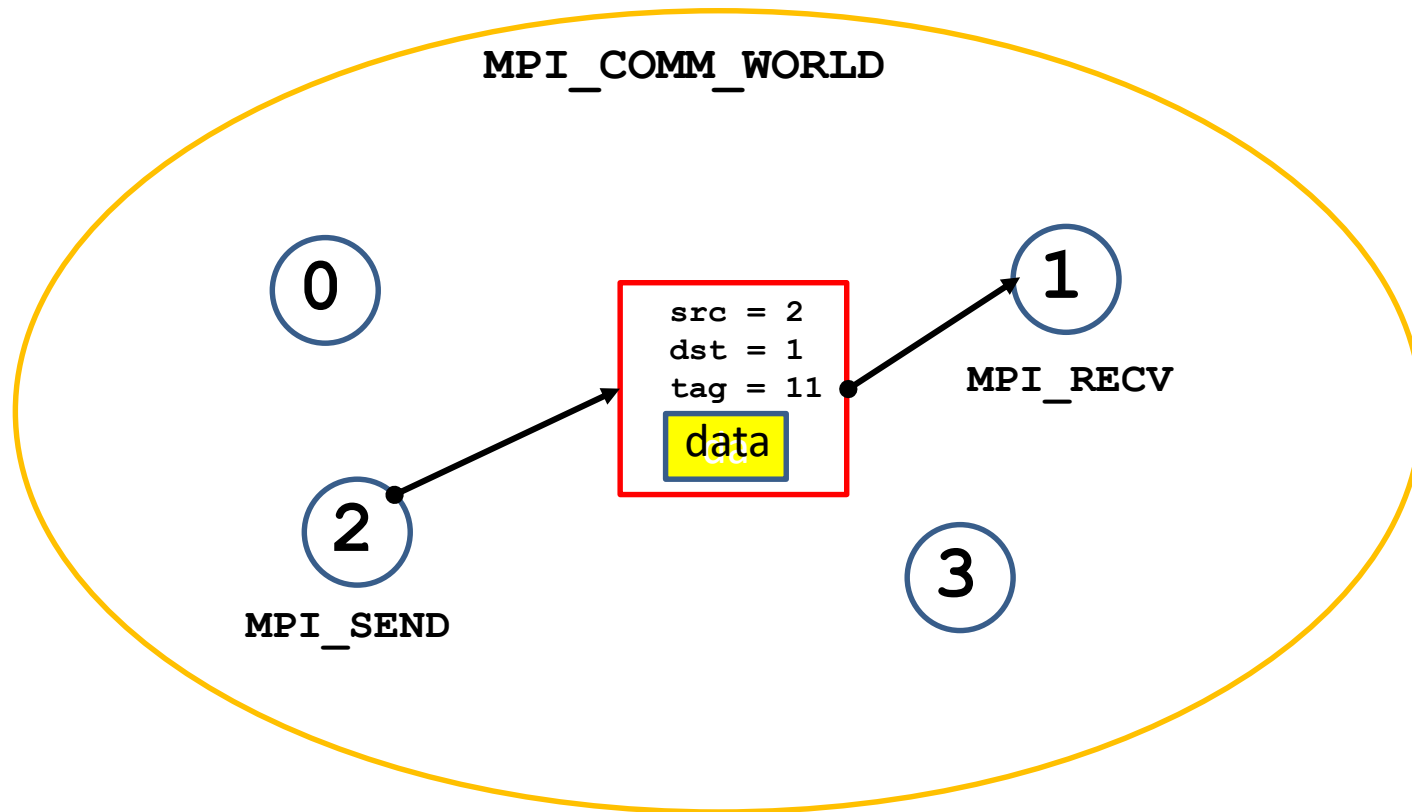 MPI_COMM_WORLD
0
1
src = 2
dst = 1
tag = 11
data
MPI_RECV
2
MPI_SEND
3